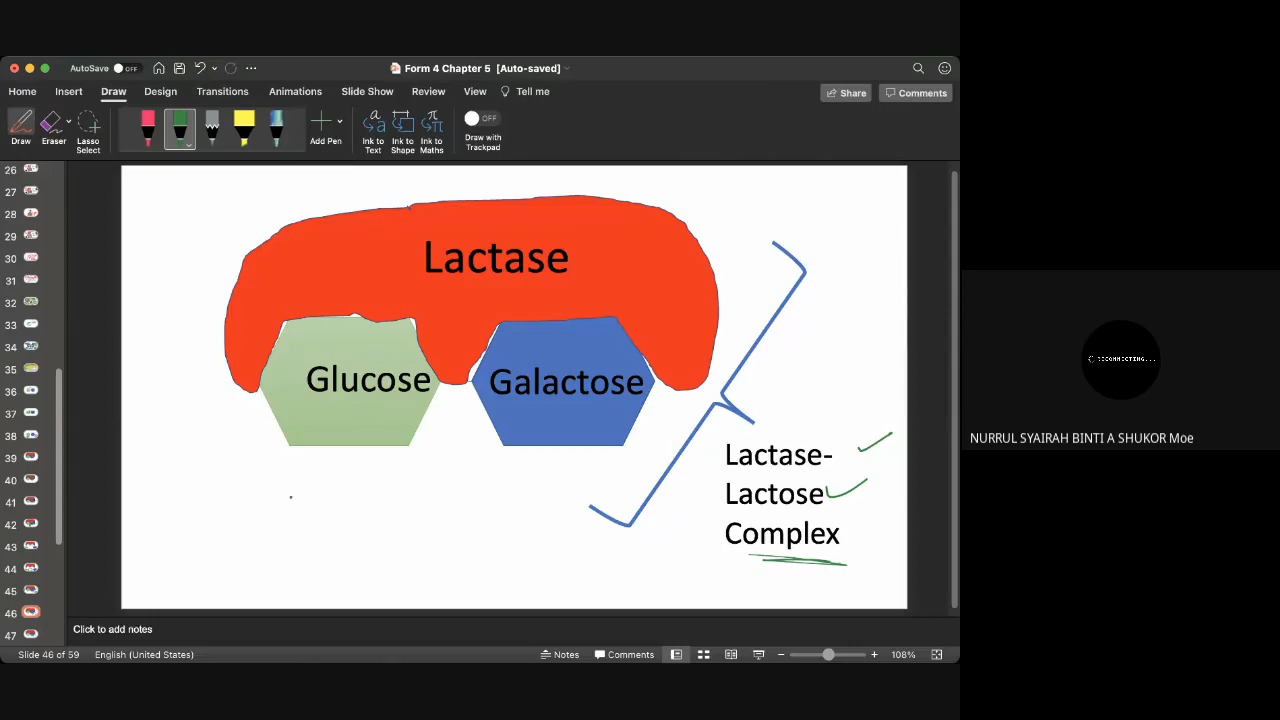 AutoSave OFF
Form 4 Chapter 5 [Auto-saved]
Home Insert Draw Design Transitions Animations Slide Show Review View Tell me Share Comments
Draw Eraser Lasso Select Add Pen Ink to Text Ink to Shape Ink to Maths OFF Draw with Trackpad
26
27
28
29
30
31
32
33
34
35
36
37
38
39
40
41
42
43
44
45
46
47
Lactase
Glucose Galactose
Lactase-
Lactose
Complex
RECONNECTING...
NURRUL SYAIRAH BINTI A SHUKOR Moe
Click to add notes
Slide 46 of 59 English (United States) Notes Comments 108%